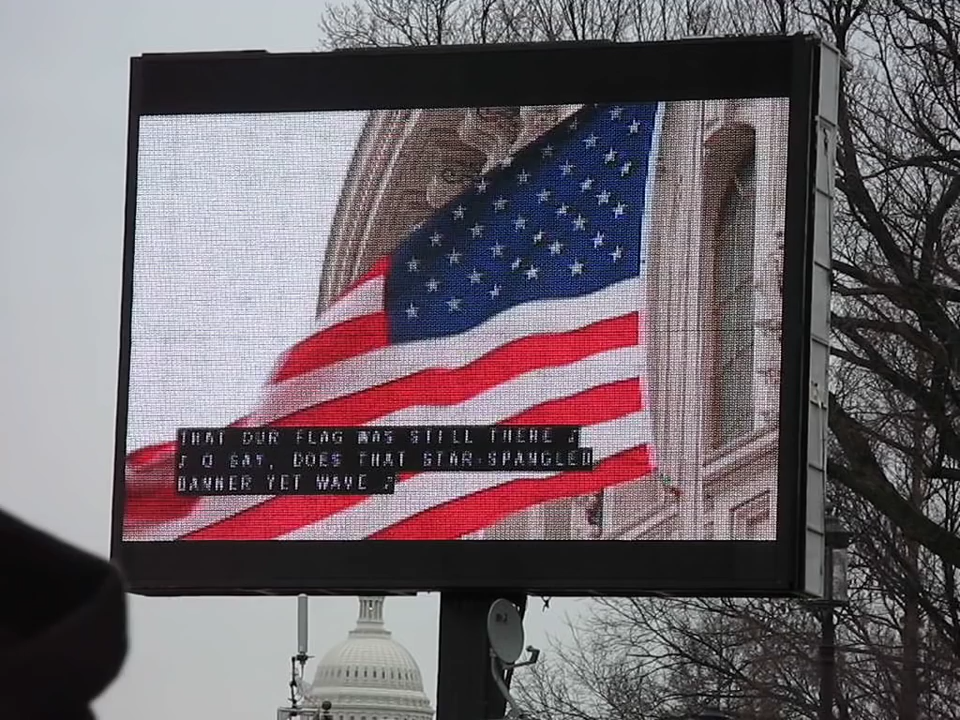 THAT OUR FLAG WAS STILL THERE ♪
♪ O SAY, DOES THAT STAR-SPANGLED
BANNER YET WAVE ♪